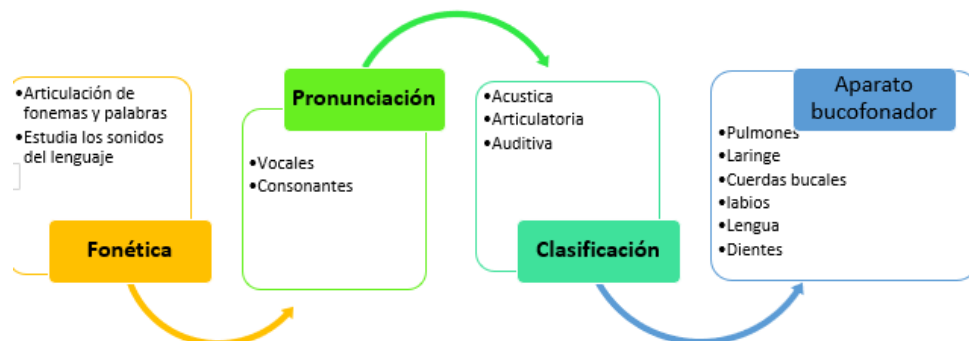 •Articulación de
fonemas y palabras
•Estudia los sonidos
del lenguaje
Fonética
Pronunciación
•Vocales
•Consonantes
•Acustica
•Articulatoria
•Auditiva
Clasificación
Aparato
bucofonador
•Pulmones
•Laringe
•Cuerdas bucales
•labios
•Lengua
•Dientes